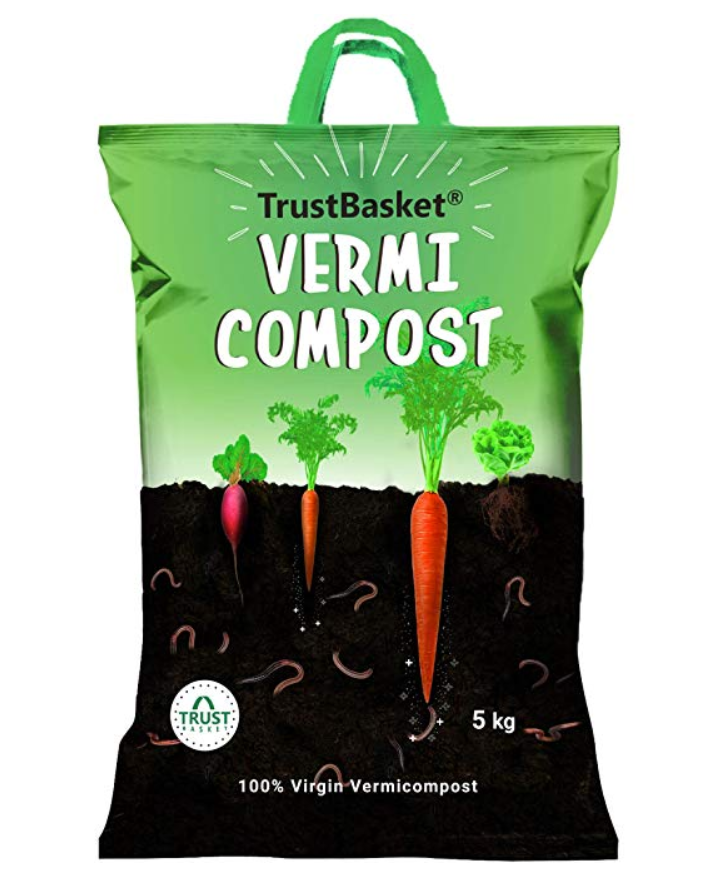 TrustBasket®
VERMI
COMPOST
TRUST
BASKET
5 kg
100% Virgin Vermicompost